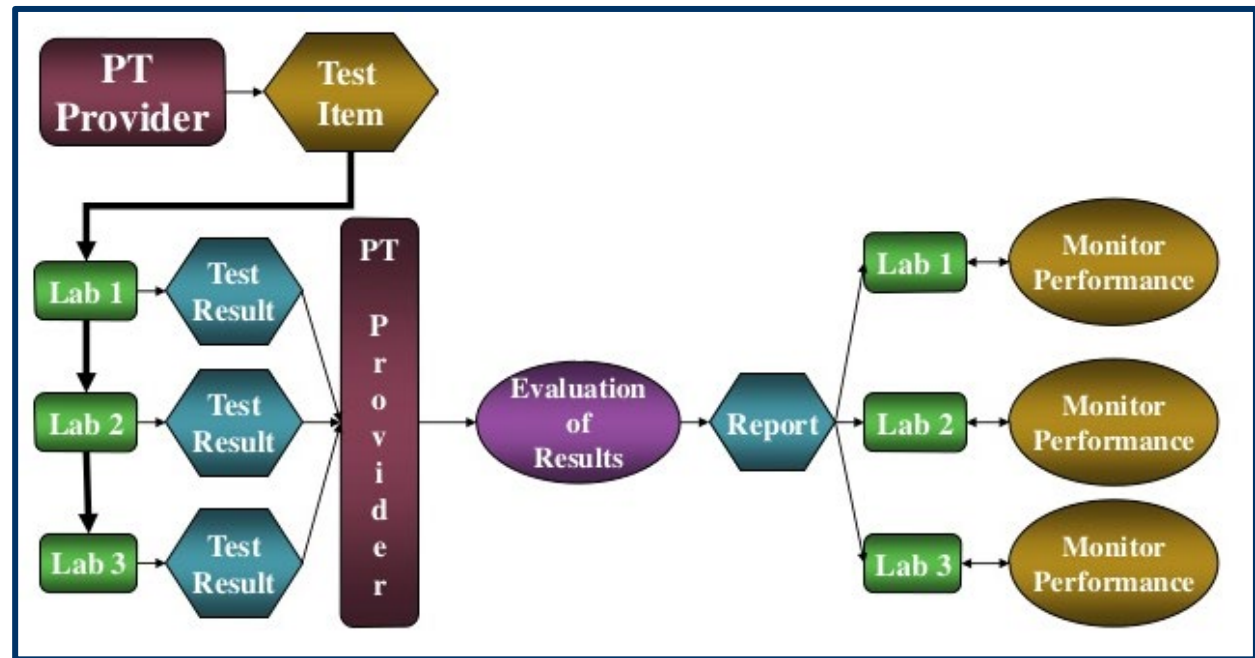 PT
Provider
Test
Item
Lab 1
Test
Result
Lab 2
Test
Result
Lab 3
Test
Result
PT
P
r
o
v
i
d
e
r
Evaluation
of
Results
Report
Lab 1
Monitor
Performance
Lab 2
Monitor
Performance
Lab 3
Monitor
Performance